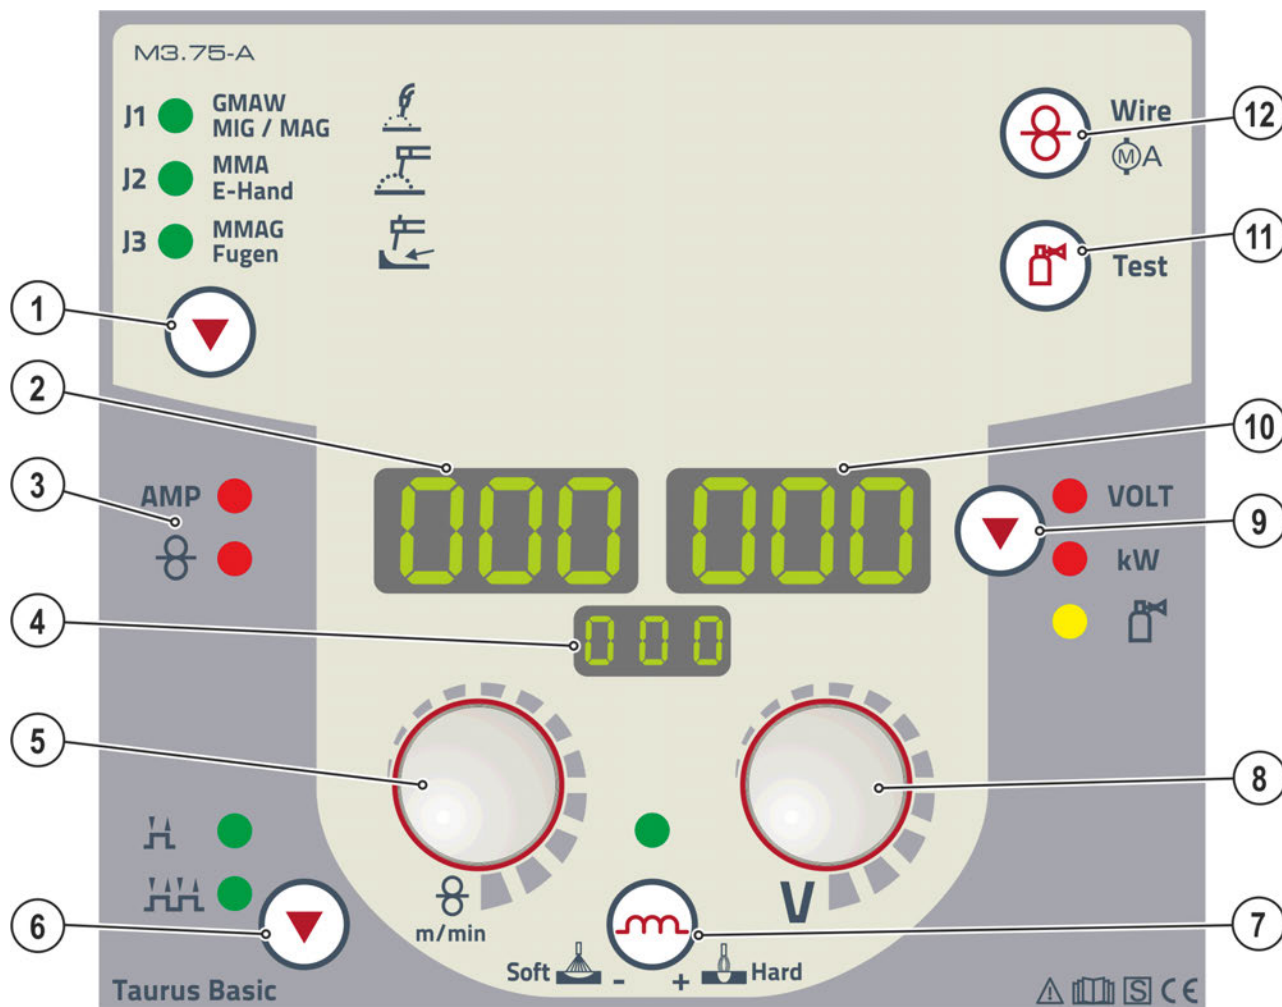 M3.75-A
J1 GMAW
MIG / MAG
J2 MMA
E-Hand
J3 MMAG
Fugen
12
Wire
M A
11
Test
1
2
10
3
AMP
000
000
VOLT
9
kW
4
000
5
8
m/min
V
6
7
Soft - + Hard
Taurus Basic
S CE